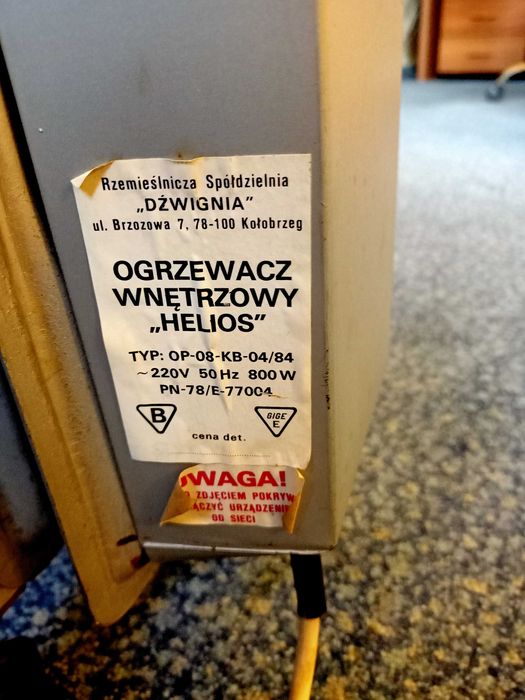 Rzemieślnicza Spółdzielnia
„DŹWIGNIA”
ul. Brzozowa 7, 78-100 Kołobrzeg
OGRZEWACZ
WNĘTRZOWY
„HELIOS”
TYP: OP-08-KB-04/84
~220V 50Hz 800W
PN-78/E-77004
B
GIGE
E
cena det.
UWAGA!
ZDJĘCIEM POKRYW
ĄCZYĆ URZĄDZENIE
OD SIECI